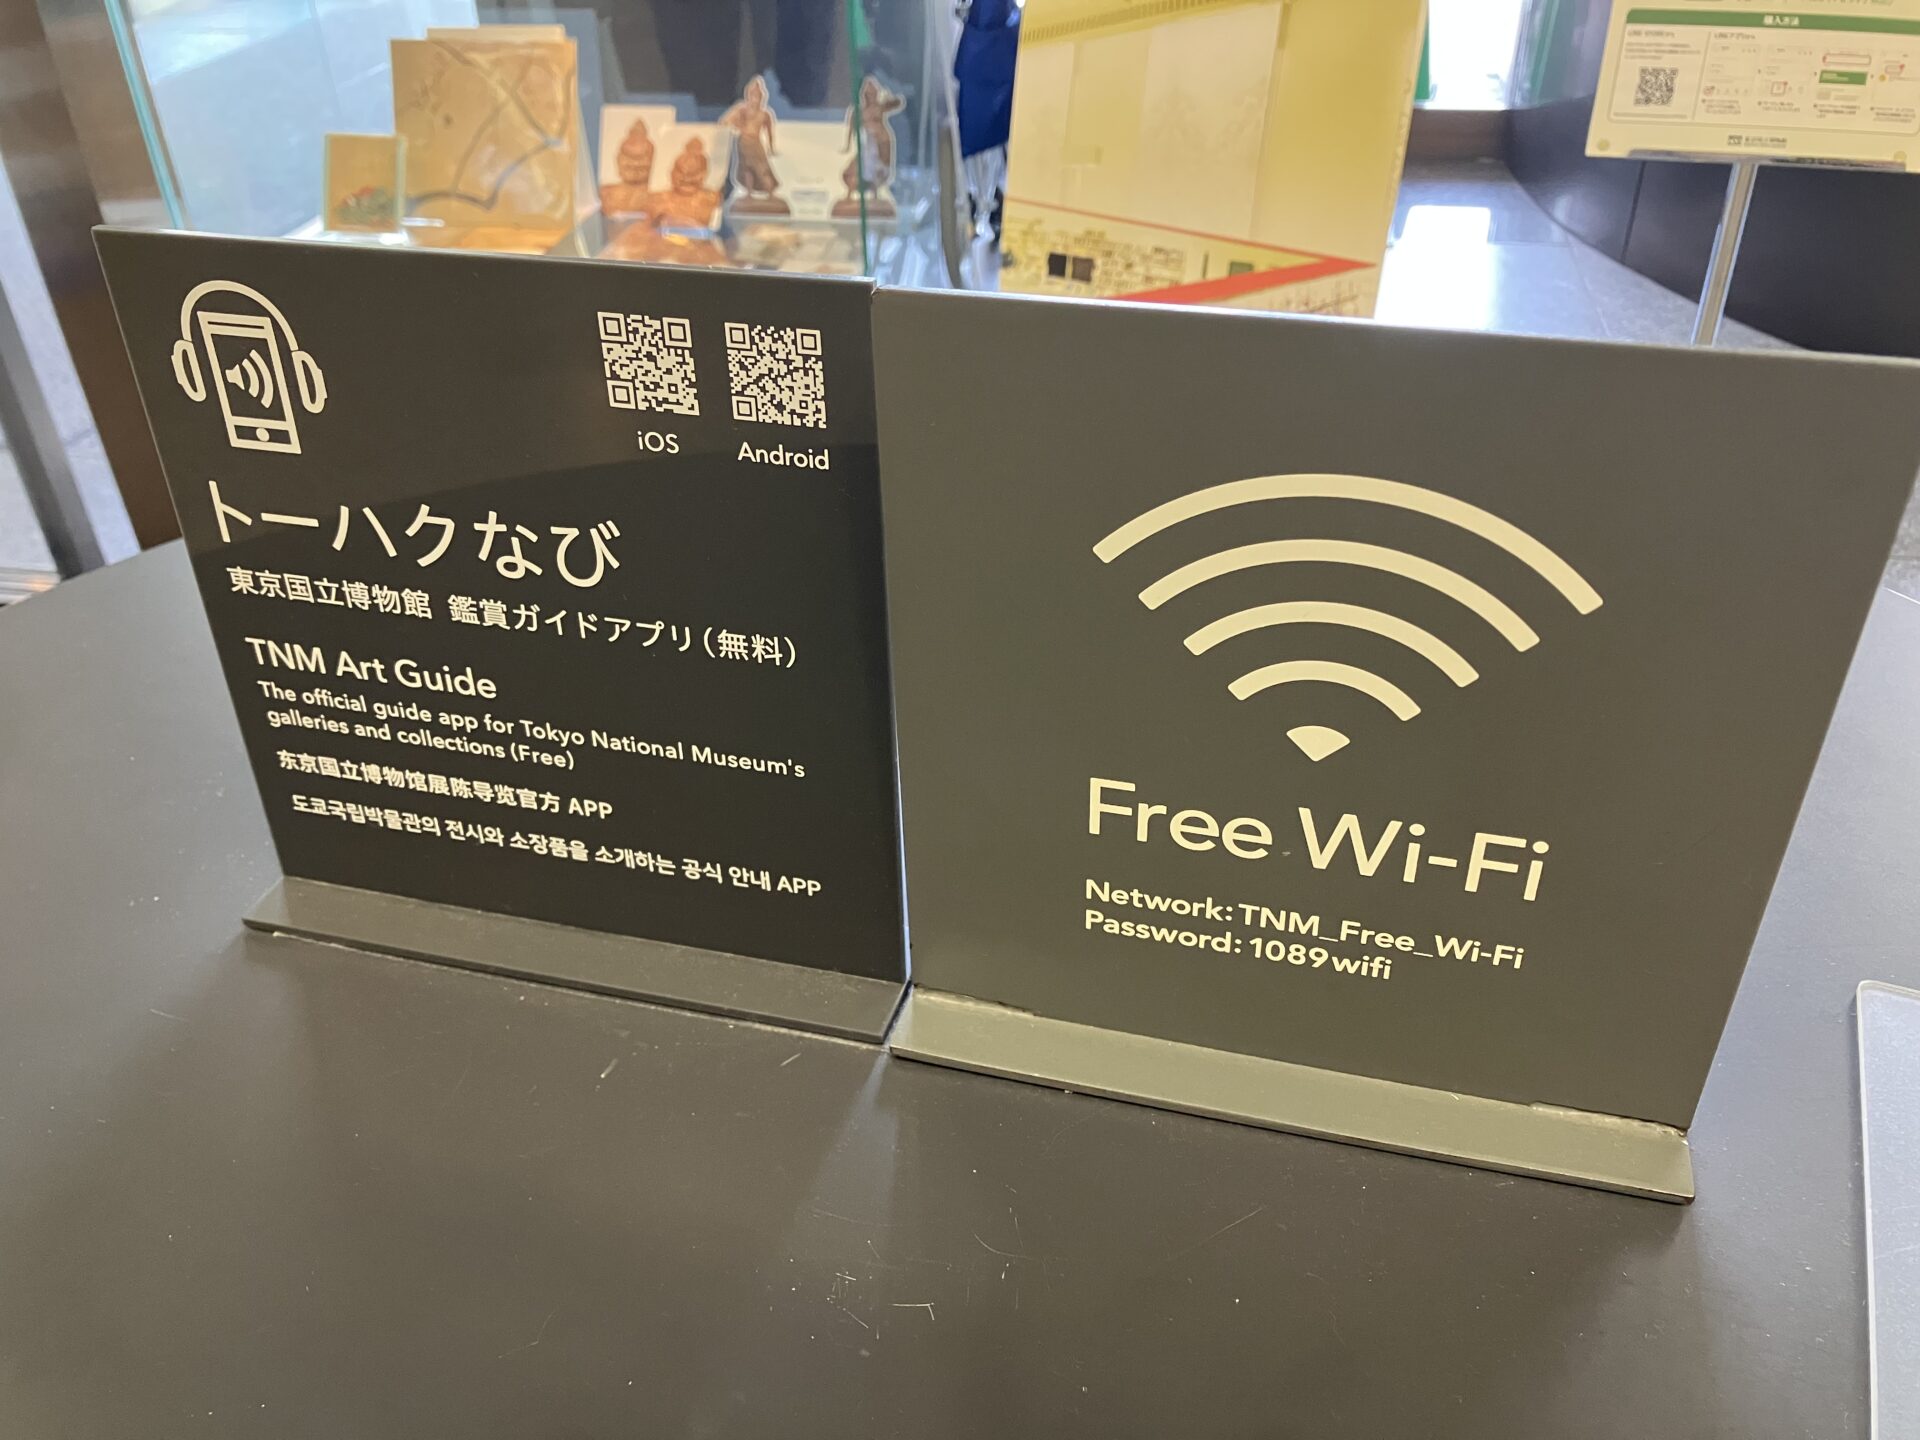 iOS
Android
トーハクなび
東京国立博物館 鑑賞ガイドアプリ(無料)
TNM Art Guide
The official guide app for Tokyo National Museum's
galleries and collections (Free)
东京国立博物馆展陈导览官方 APP
도쿄국립박물관의 전시와 소장품을 소개하는 공식 안내 APP
Free Wi-Fi
Network: TNM_Free_Wi-Fi
Password: 1089wifi
購入方法